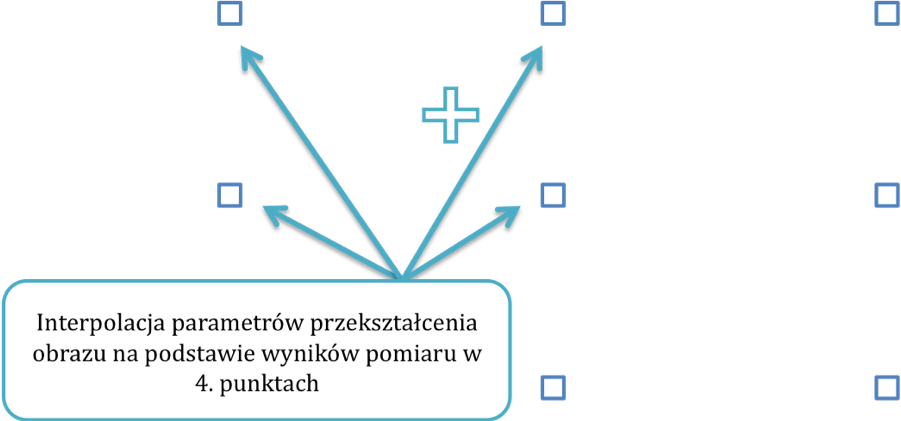 Interpolacja parametrów przekształcenia
obrazu na podstawie wyników pomiaru w
4. punktach